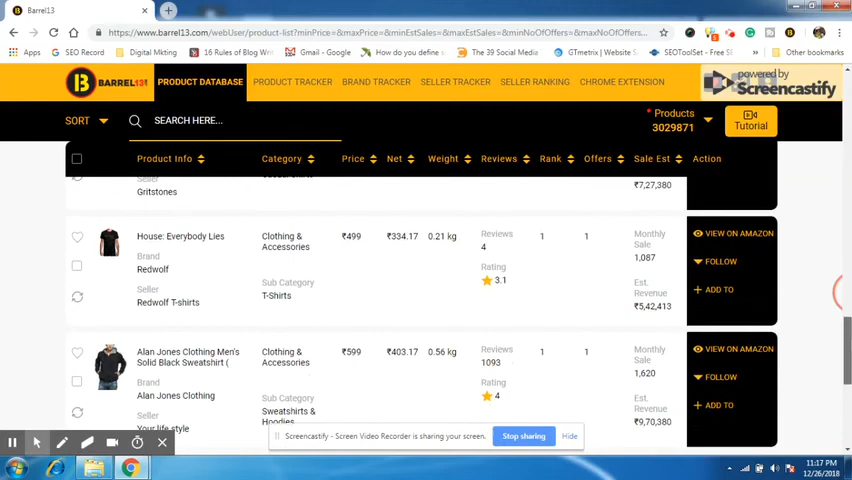 Barrel13
https://www.barrel13.com/webUser/product-list?minPrice=&maxPrice=&minEstSales=&maxEstSales=&minNoOfOffers=&maxNoOfOffers=...
Apps SEO Record Digital Mkting 16 Rules of Blog Wri Gmail - Google How do you define o The 39 Social Media GTmetrix | Website S SEOToolSet - Free SE Other bookmarks
BARREL13 PRODUCT DATABASE PRODUCT TRACKER BRAND TRACKER SELLER TRACKER SELLER RANKING CHROME EXTENSION
powered by
Screencastify
SORT SEARCH HERE...
* Products
3029871
Tutorial
Product Info Category Price Net Weight Reviews Rank Offers Sale Est Action
Seller
Gritstones
₹7,27,380
House: Everybody Lies
Brand
Redwolf
Seller
Redwolf T-shirts
Clothing &
Accessories
Sub Category
T-Shirts
₹499 ₹334.17 0.21 kg
Reviews
4
Rating
3.1
1 1
Monthly
Sale
1,087
Est.
Revenue
₹5,42,413
VIEW ON AMAZON
FOLLOW
ADD TO
Alan Jones Clothing Men's
Solid Black Sweatshirt (
Brand
Alan Jones Clothing
Seller
Your life style
Clothing &
Accessories
Sub Category
Sweatshirts &
Hoodies
₹599 ₹403.17 0.56 kg
Reviews
1093
Rating
4
1 1
Monthly
Sale
1,620
Est.
Revenue
₹9,70,380
VIEW ON AMAZON
FOLLOW
ADD TO
Screencastify - Screen Video Recorder is sharing your screen. Stop sharing Hide
11:17 PM
12/26/2018